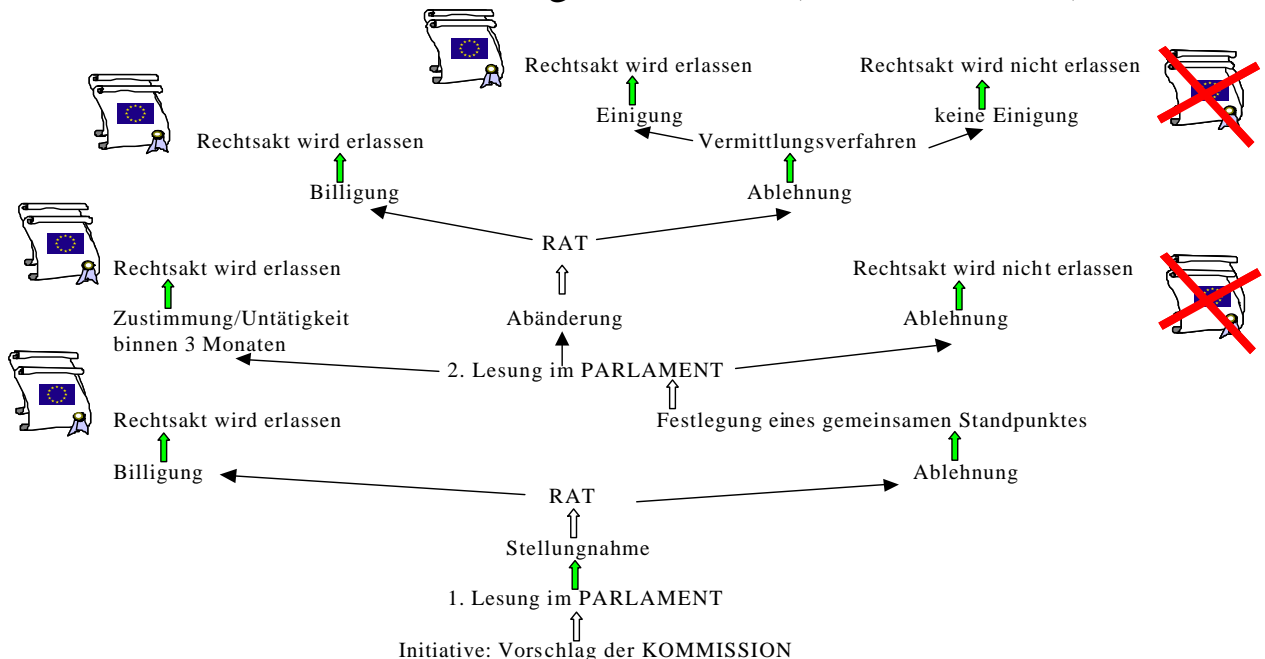 Rechtsakt wird erlassen
Rechtsakt wird nicht erlassen
Einigung
keine Einigung
Rechtsakt wird erlassen
Vermittlungsverfahren
Billigung
Ablehnung
RAT
Rechtsakt wird erlassen
Rechtsakt wird nicht erlassen
Zustimmung/Untätigkeit
binnen 3 Monaten
Abänderung
Ablehnung
2. Lesung im PARLAMENT
Rechtsakt wird erlassen
Festlegung eines gemeinsamen Standpunktes
Billigung
Ablehnung
RAT
Stellungnahme
1. Lesung im PARLAMENT
Initiative: Vorschlag der KOMMISSION